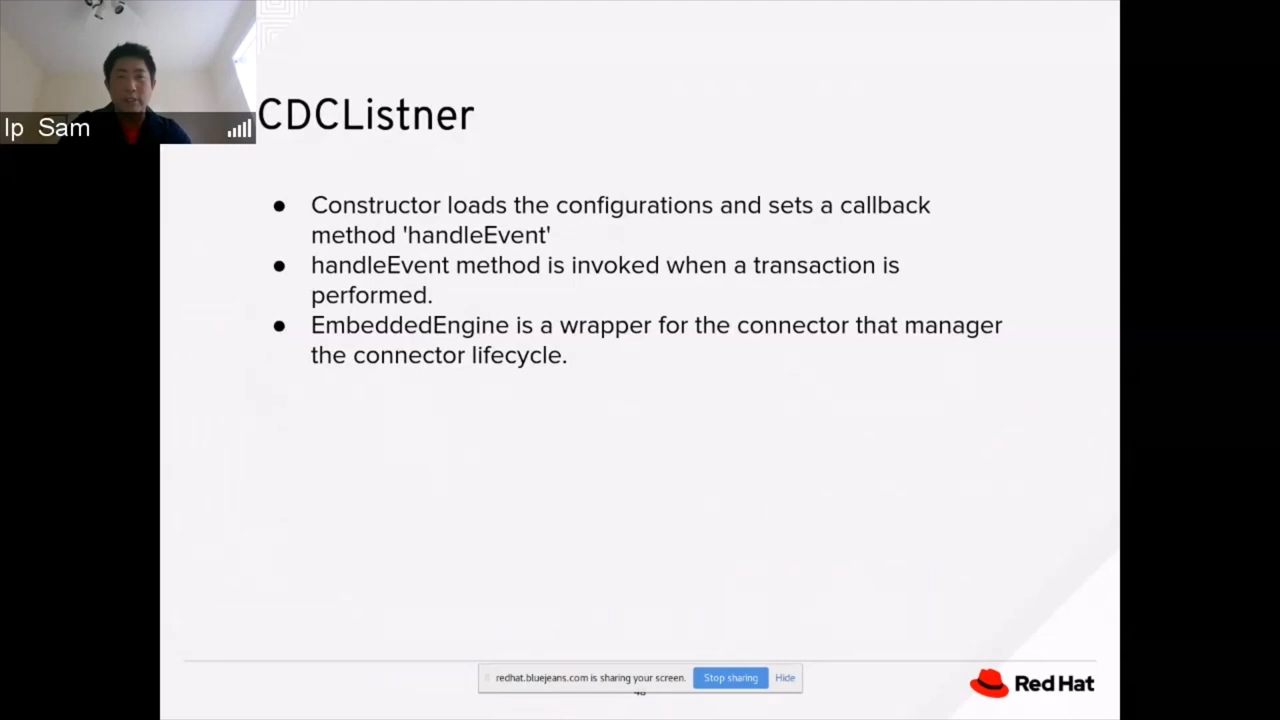 Ip Sam
CDCListner
● Constructor loads the configurations and sets a callback
method 'handleEvent'
● handleEvent method is invoked when a transaction is
performed.
● EmbeddedEngine is a wrapper for the connector that manager
the connector lifecycle.
redhat.bluejeans.com is sharing your screen. Stop sharing Hide
Red Hat